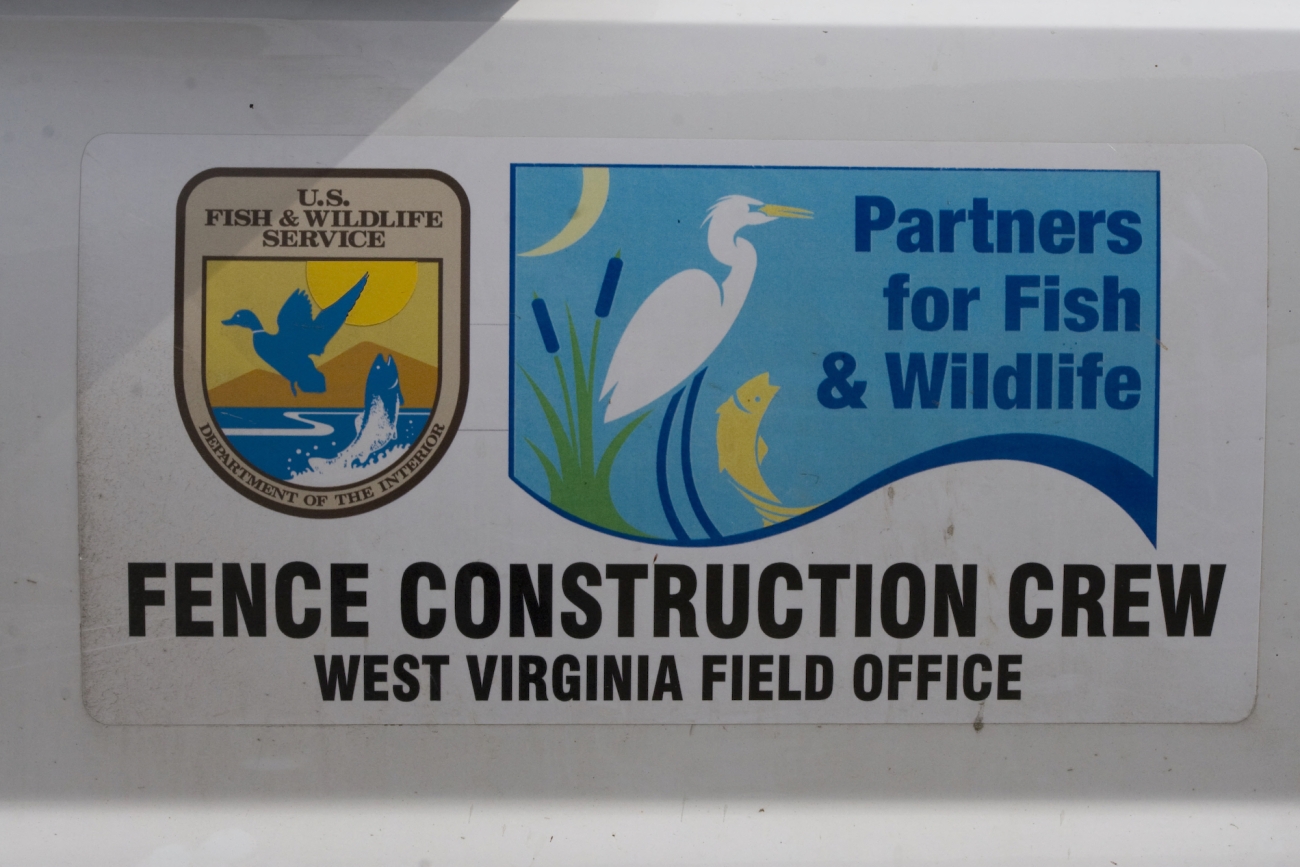 U.S.
FISH & WILDLIFE
SERVICE
DEPARTMENT OF THE INTERIOR
Partners
for Fish
& Wildlife
FENCE CONSTRUCTION CREW
WEST VIRGINIA FIELD OFFICE